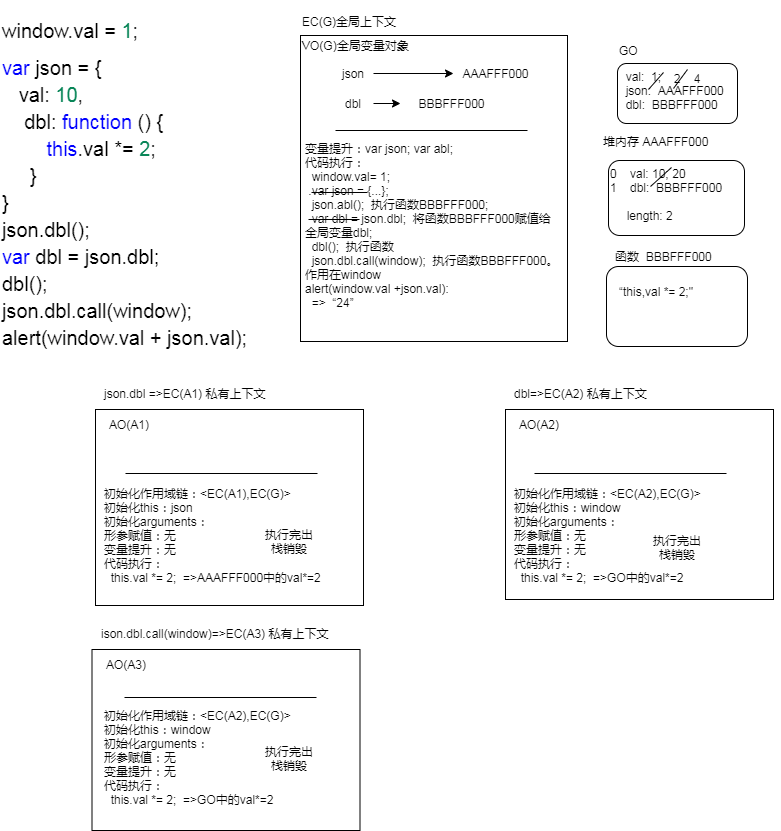 window.val = 1;
var json = {
val: 10,
dbl: function () {
this.val *= 2;
}
}
json.dbl();
var dbl = json.dbl;
dbl();
json.dbl.call(window);
alert(window.val + json.val);
EC(G)全局上下文
VO(G)全局变量对象
json AAAFFF000
dbl BBBFFF000
变量提升：var json; var abl;
代码执行：
window.val= 1;
var json = {...};
json.abl(); 执行函数BBBFFF000;
var dbl = json.dbl; 将函数BBBFFF000赋值给
全局变量dbl;
dbl(); 执行函数
json.dbl.call(window); 执行函数BBBFFF000。
作用在window
alert(window.val +json.val):
=> “24”
GO
val: 1; 2 4
json: AAAFFF000
dbl: BBBFFF000
堆内存 AAAFFF000
0 val: 10; 20
1 dbl: BBBFFF000
length: 2
函数 BBBFFF000
“this,val *= 2;"
json.dbl =>EC(A1) 私有上下文
AO(A1)
初始化作用域链：<EC(A1),EC(G)>
初始化this：json
初始化arguments：
形参赋值：无
变量提升：无
代码执行：
this.val *= 2; =>AAAFFF000中的val*=2
执行完出
栈销毁
dbl=>EC(A2) 私有上下文
AO(A2)
初始化作用域链：<EC(A2),EC(G)>
初始化this：window
初始化arguments：
形参赋值：无
变量提升：无
代码执行：
this.val *= 2; =>GO中的val*=2
执行完出
栈销毁
ison.dbl.call(window)=>EC(A3) 私有上下文
AO(A3)
初始化作用域链：<EC(A2),EC(G)>
初始化this：window
初始化arguments：
形参赋值：无
变量提升：无
代码执行：
this.val *= 2; =>GO中的val*=2
执行完出
栈销毁